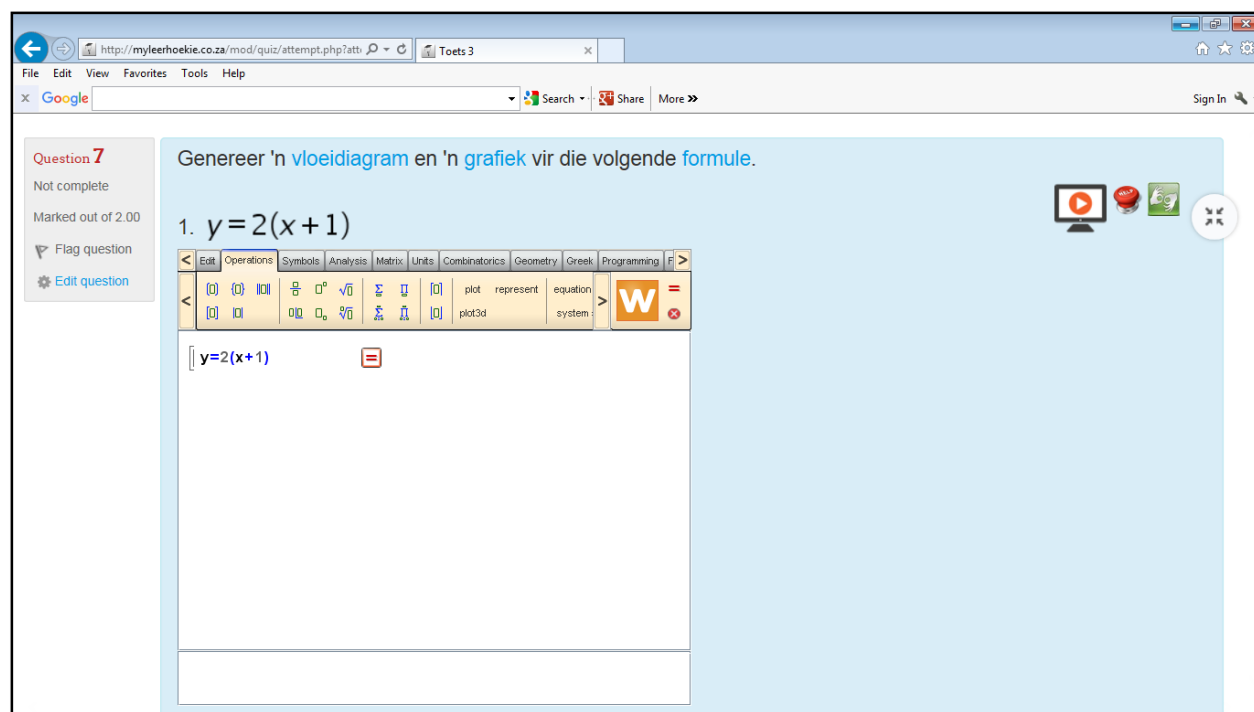 http://myleerhoekie.co.za/mod/quiz/attempt.php?att
Toets 3
File Edit View Favorites Tools Help
x Google Search Share More » Sign In
Question 7
Not complete
Marked out of 2.00
Flag question
Edit question
Genereer 'n vloeidiagram en 'n grafiek vir die volgende formule.
HELP
1. y = 2(x + 1)
< Edit Operations Symbols Analysis Matrix Units Combinatorics Geometry Greek Programming F >
plot represent equation
plot3d system
W
y=2(x+1) =